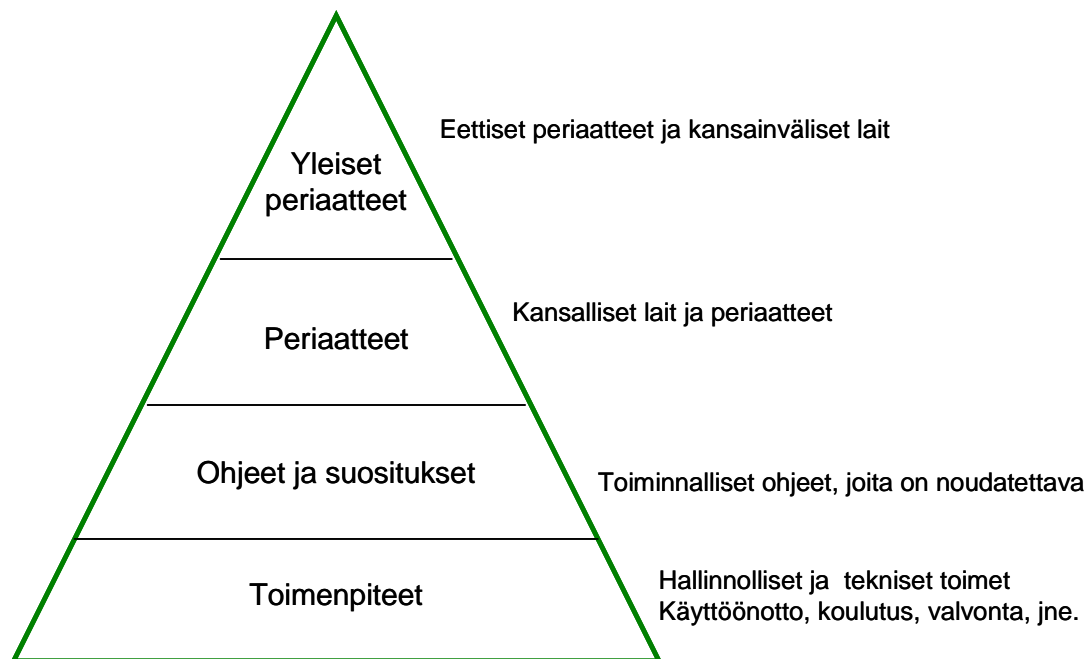 Eettiset periaatteet ja kansainväliset lait
Yleiset
periaatteet
Kansalliset lait ja periaatteet
Periaatteet
Ohjeet ja suositukset
Toiminnalliset ohjeet, joita on noudatettava
Toimenpiteet
Hallinnolliset ja  tekniset toimet
Käyttöönotto, koulutus, valvonta, jne.